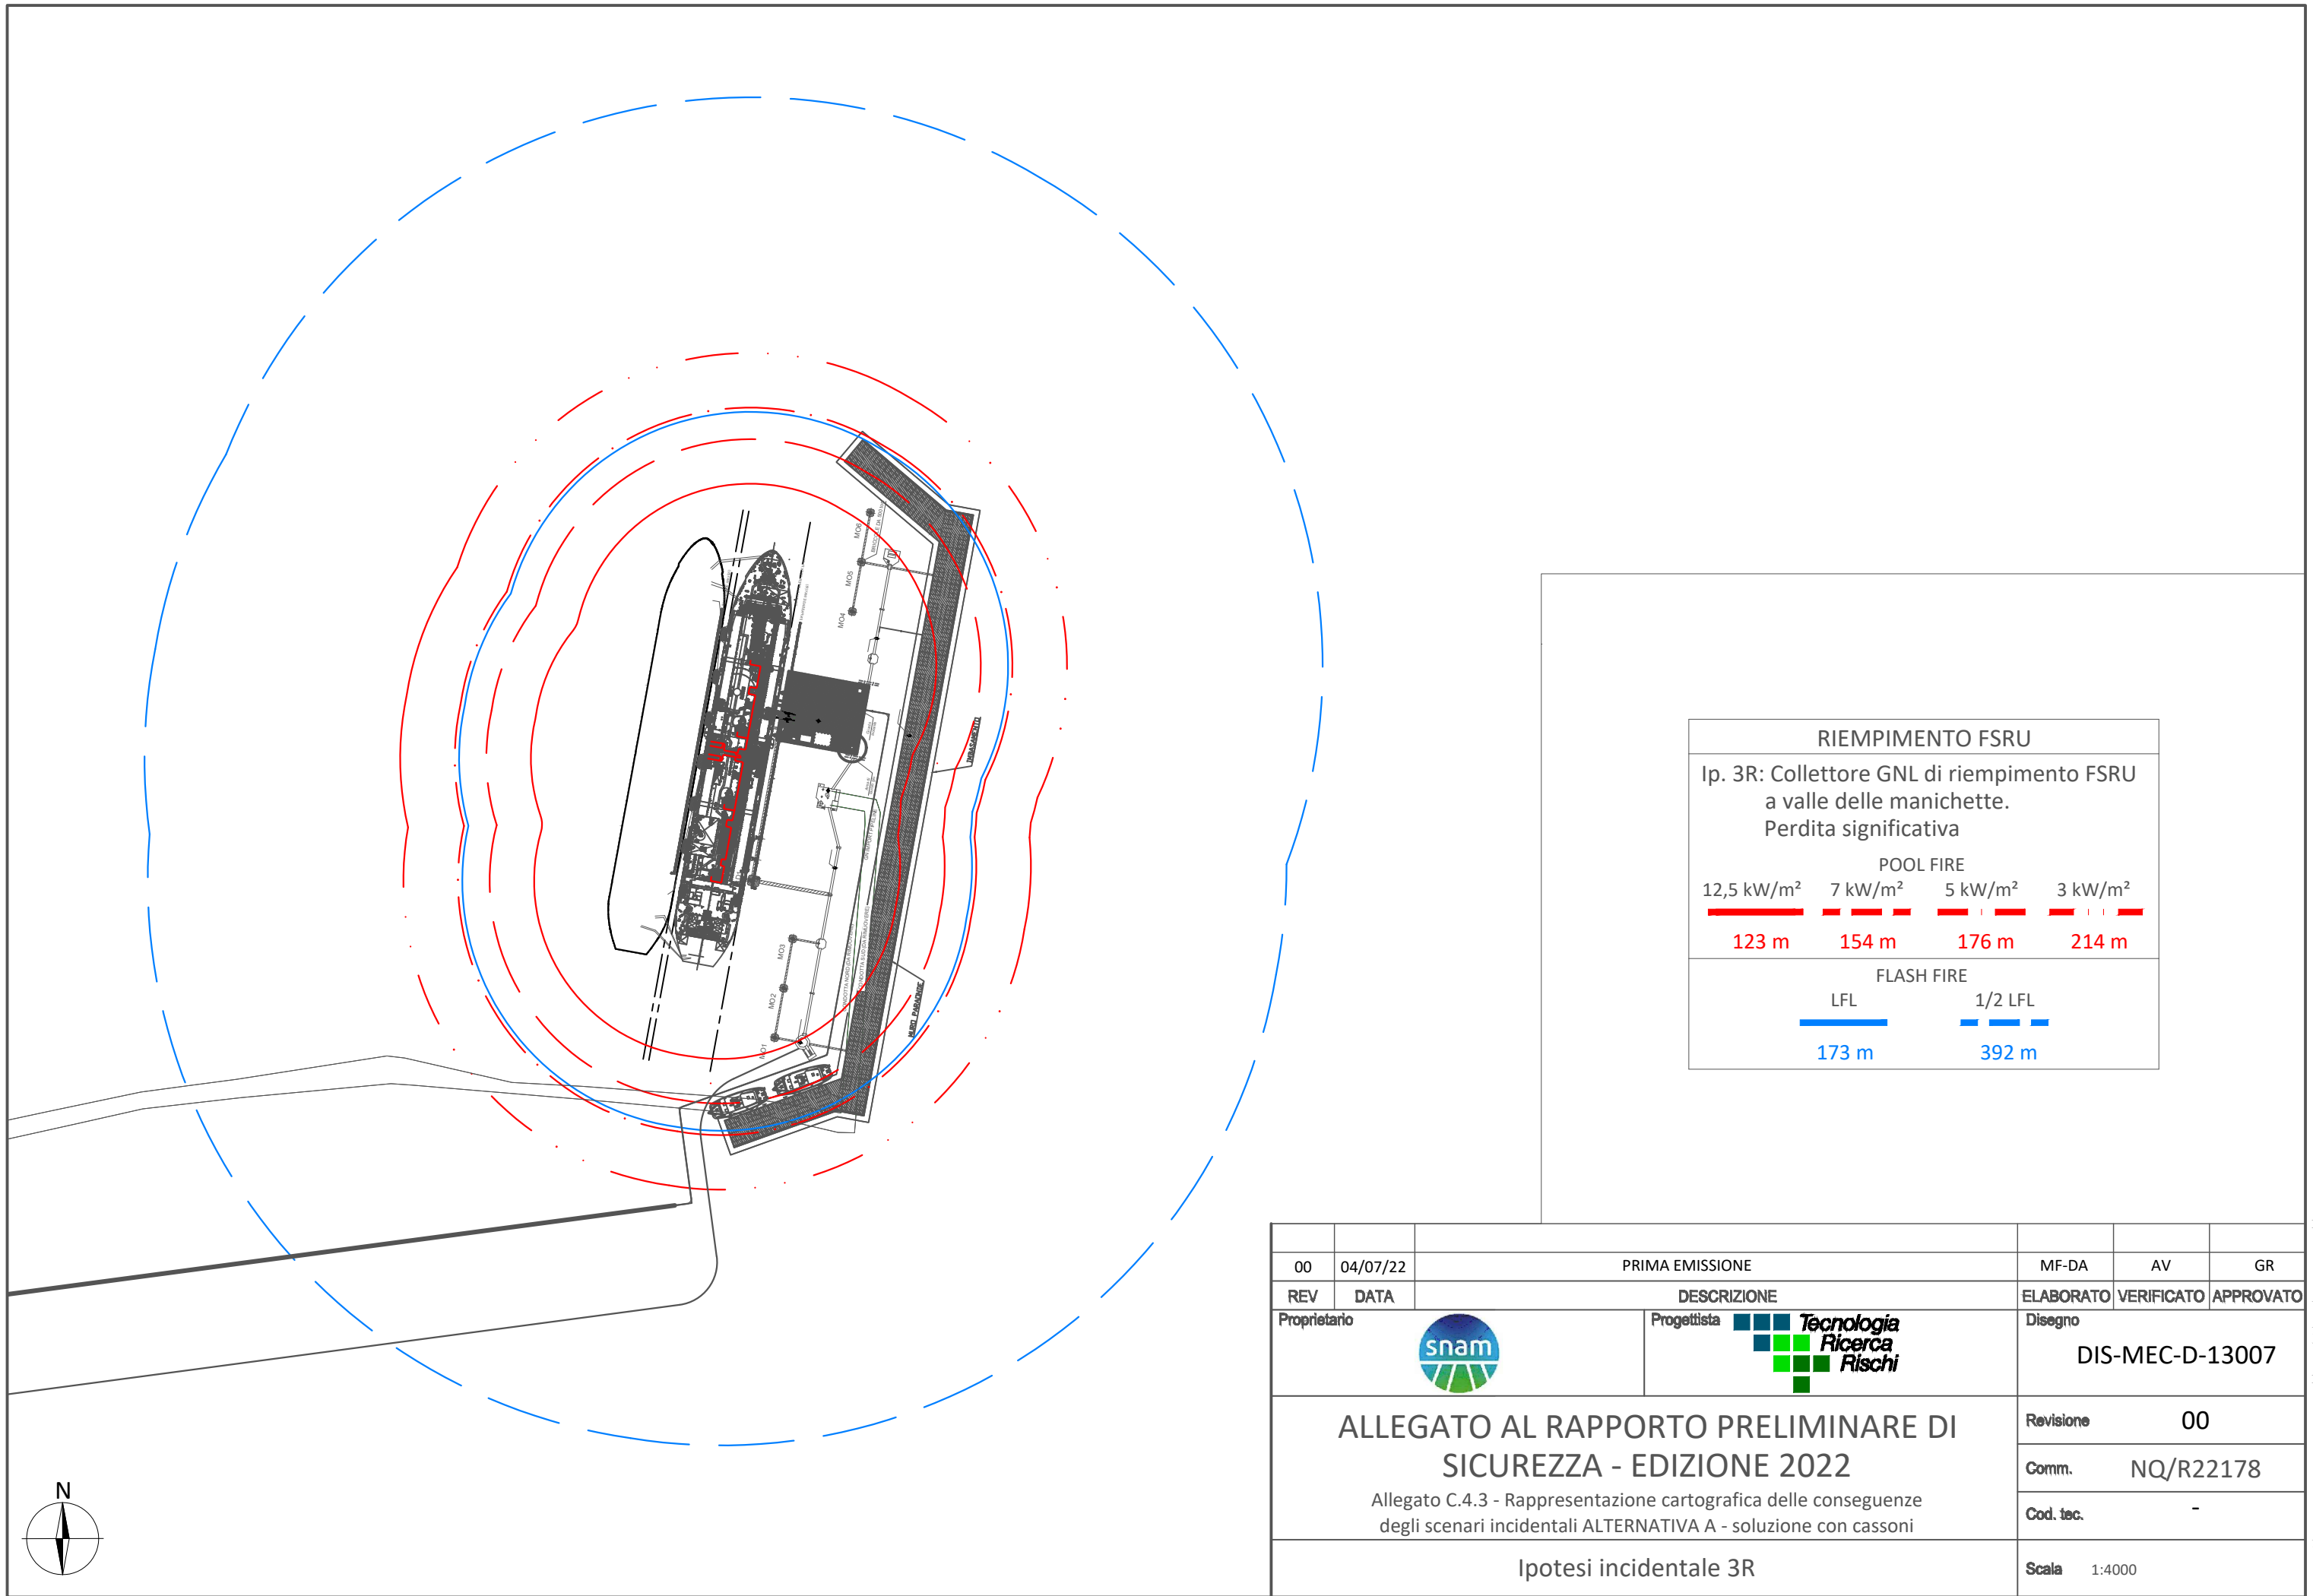 MO6
MO5
MO4
IMBASAMENTO
MO3
MO2
MO1
MURO PARAONDE
RIEMPIMENTO FSRU
Ip. 3R: Collettore GNL di riempimento FSRU
a valle delle manichette.
Perdita significativa
POOL FIRE
12,5 kW/m² 7 kW/m² 5 kW/m² 3 kW/m²
123 m 154 m 176 m 214 m
FLASH FIRE
LFL 1/2 LFL
173 m 392 m
00 04/07/22 PRIMA EMISSIONE MF-DA AV GR
REV DATA DESCRIZIONE ELABORATO VERIFICATO APPROVATO
Proprietario
snam
Progettista
Tecnologia
Ricerca
Rischi
Disegno
DIS-MEC-D-13007
ALLEGATO AL RAPPORTO PRELIMINARE DI
SICUREZZA - EDIZIONE 2022
Allegato C.4.3 - Rappresentazione cartografica delle conseguenze
degli scenari incidentali ALTERNATIVA A - soluzione con cassoni
Revisione 00
Comm. NQ/R22178
Cod. tec. -
Ipotesi incidentale 3R
Scala 1:4000
N